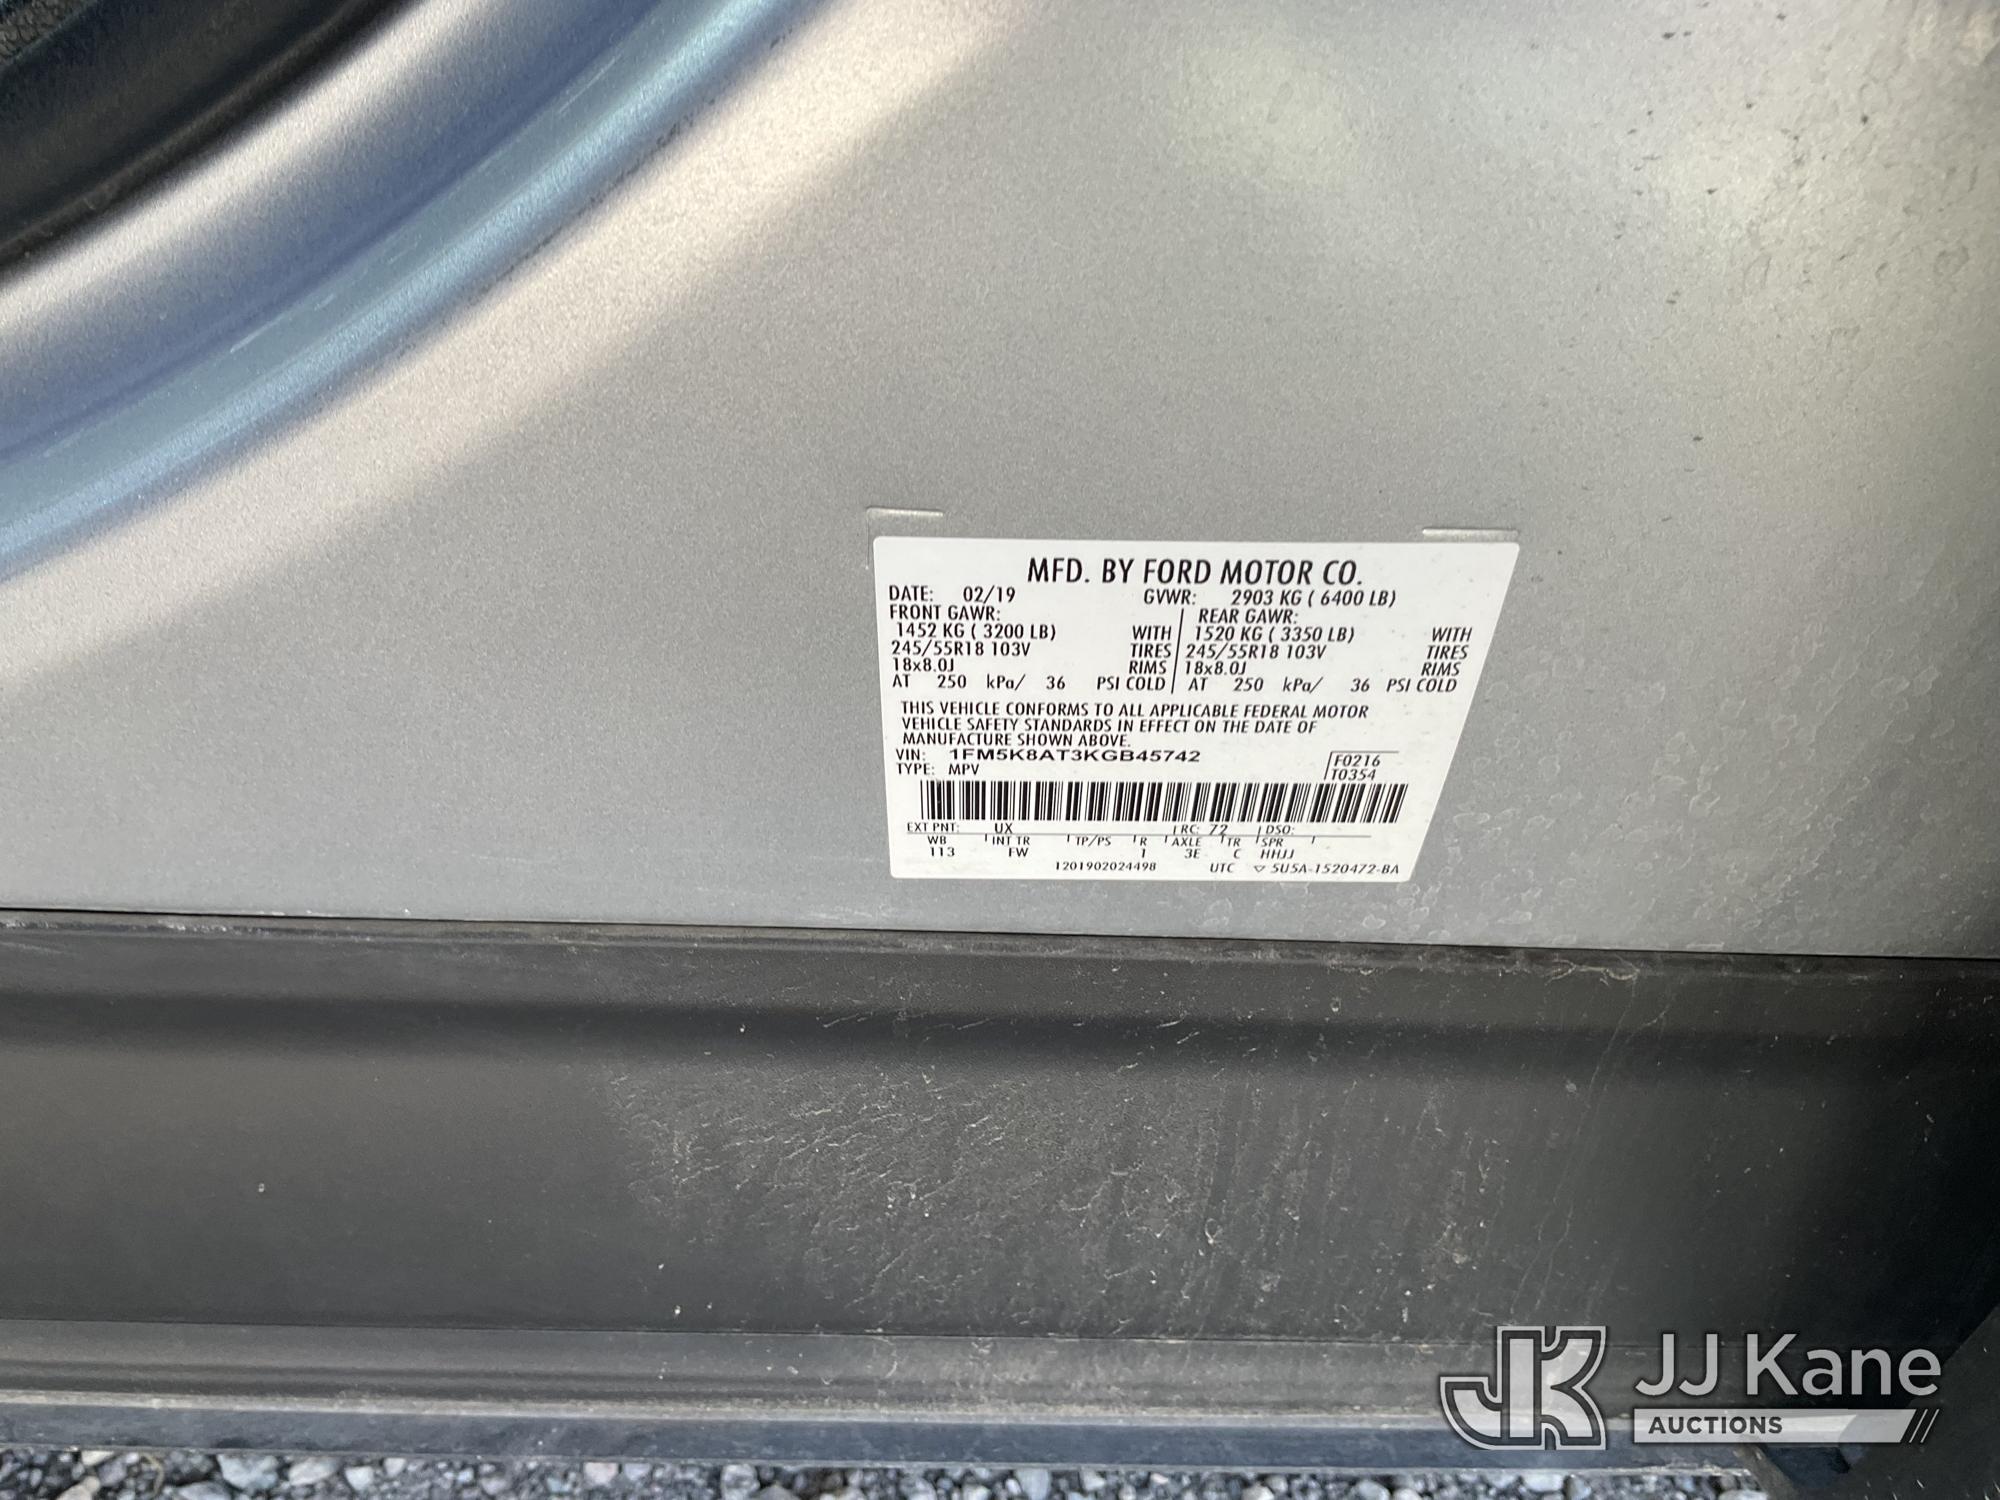 MFD. BY FORD MOTOR CO.
DATE: 02/19 GVWR: 2903 KG ( 6400 LB)
FRONT GAWR: REAR GAWR:
1452 KG ( 3200 LB) WITH 1520 KG ( 3350 LB) WITH
245/55R18 103V TIRES 245/55R18 103V TIRES
18x8.0J RIMS 18x8.0J RIMS
AT 250 kPa/ 36 PSI COLD AT 250 kPa/ 36 PSI COLD
THIS VEHICLE CONFORMS TO ALL APPLICABLE FEDERAL MOTOR
VEHICLE SAFETY STANDARDS IN EFFECT ON THE DATE OF
MANUFACTURE SHOWN ABOVE.
VIN: 1FM5K8AT3KGB45742 F0216
TYPE: MPV T0354
EXT PNT: UX RC: 72 DSO:
WB INT TR TP/PS R AXLE TR SPR
113 FW 1 3E C HHJJ
1201902024498 UTC ▽ 5U5A-1520472-BA
JK JJ Kane
AUCTIONS